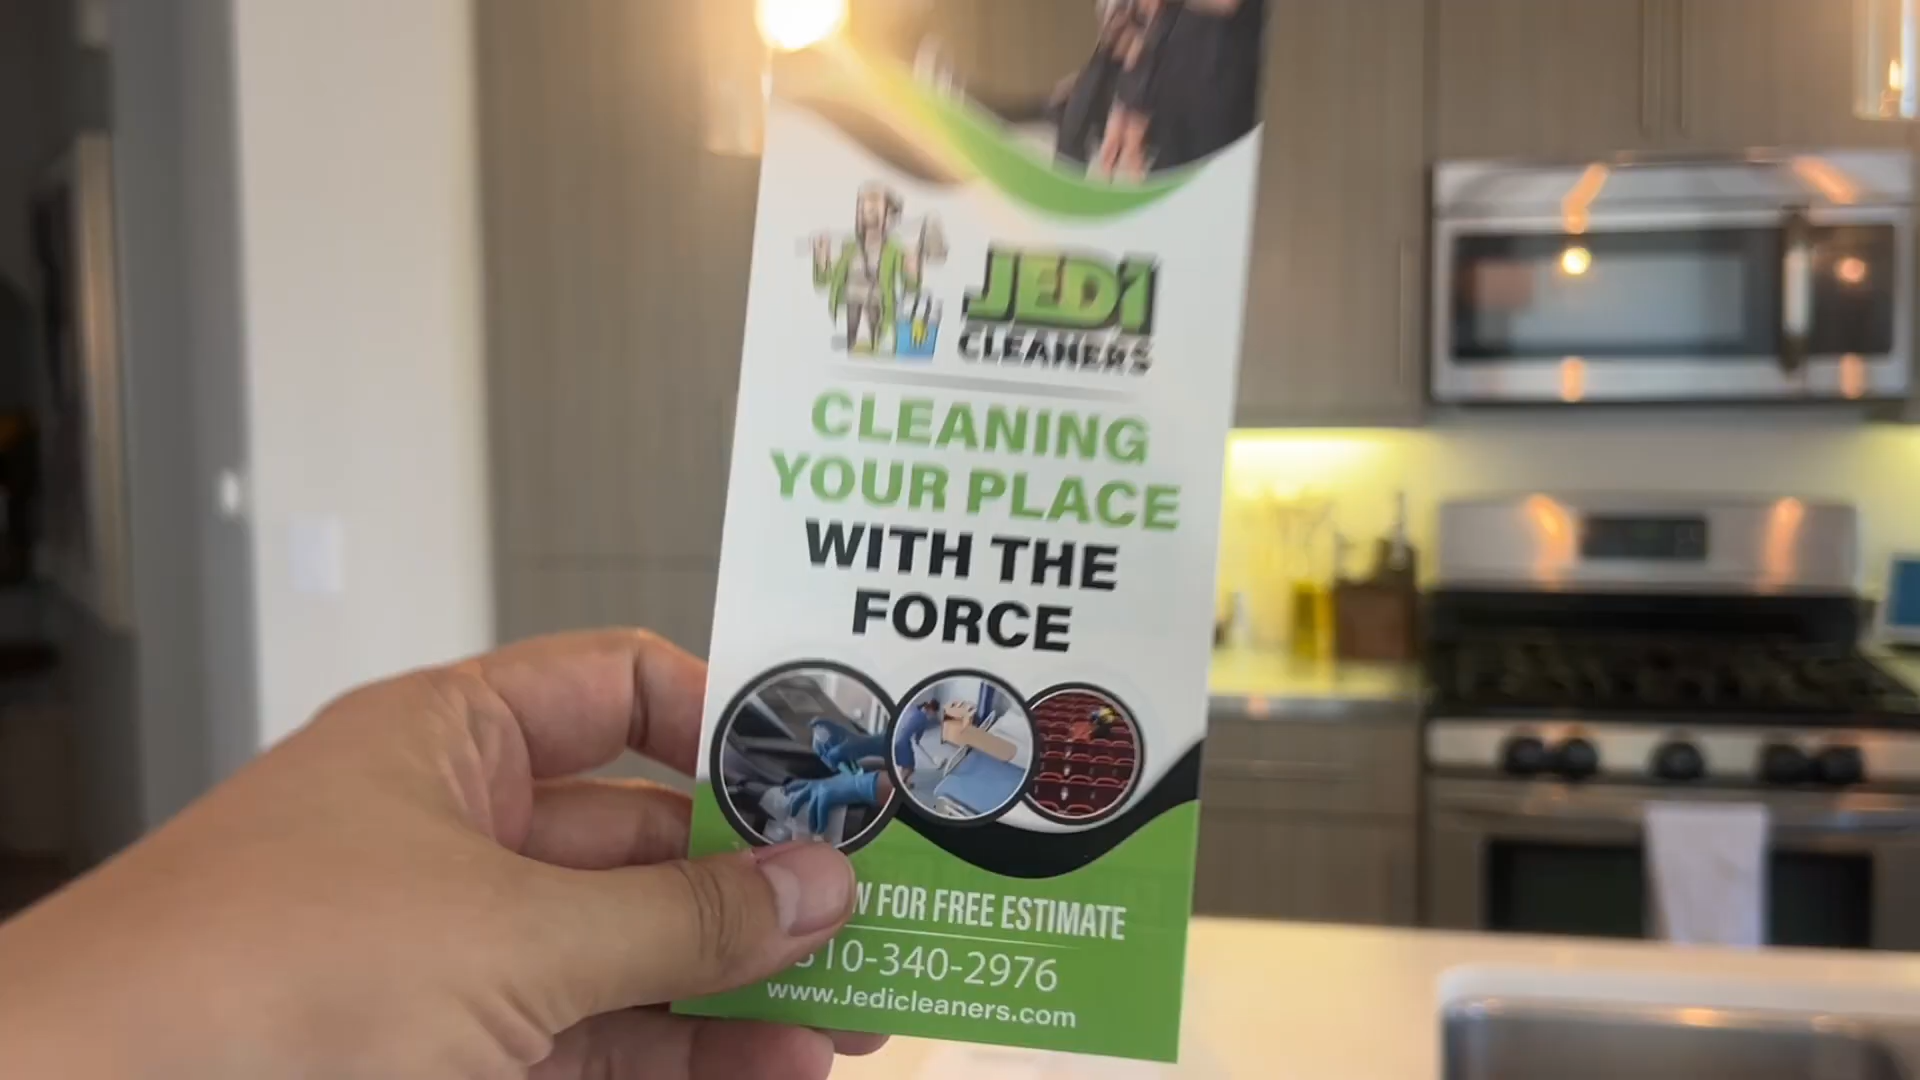 JEDI
CLEANERS
CLEANING
YOUR PLACE
WITH THE
FORCE
FOR FREE ESTIMATE
10-340-2976
www.Jedicleaners.com